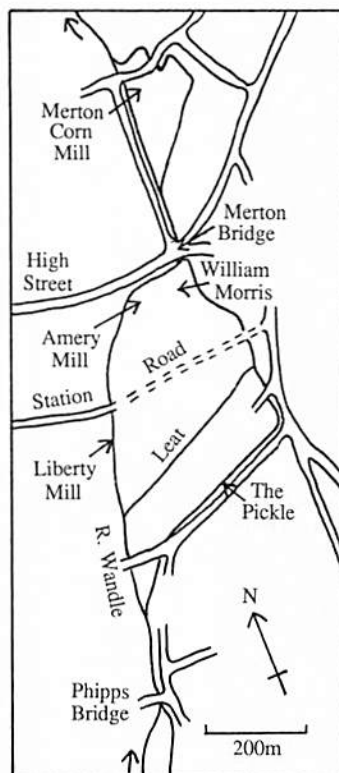 Merton
Corn
Mill
Merton
Bridge
High
Street
William
Morris
Amery
Mill
Road
Station
Leat
Liberty
Mill
The
Pickle
R. Wandle
N
Phipps
Bridge
200m